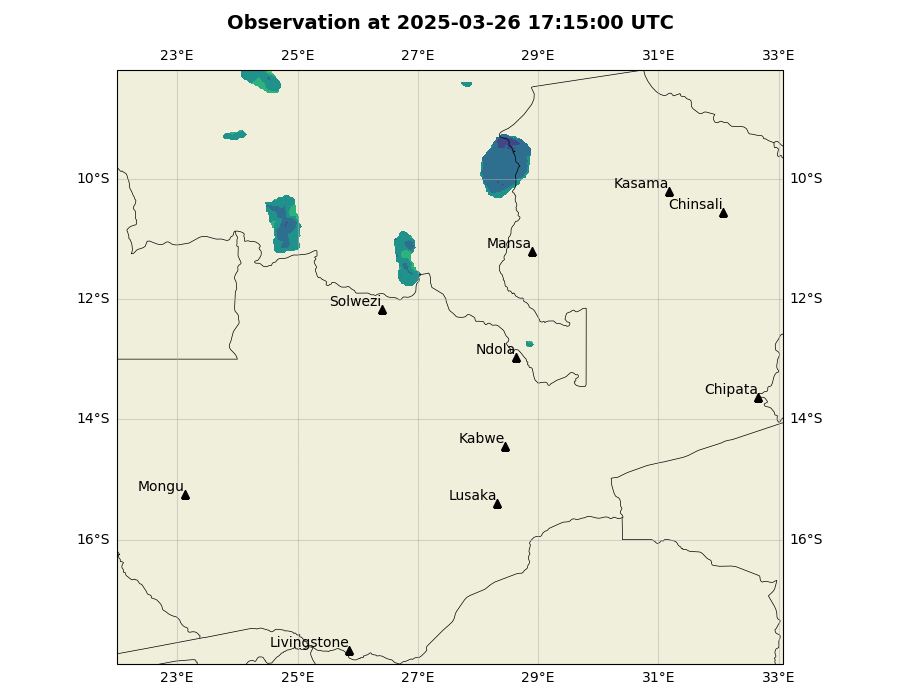 Observation at 2025-03-26 17:15:00 UTC
23°E 25°E 27°E 29°E 31°E 33°E
10°S 10°S
Kasama
Chinsali
Mansa
12°S 12°S
Solwezi
Ndola
Chipata
14°S 14°S
Kabwe
Mongu
Lusaka
16°S 16°S
Livingstone
23°E 25°E 27°E 29°E 31°E 33°E